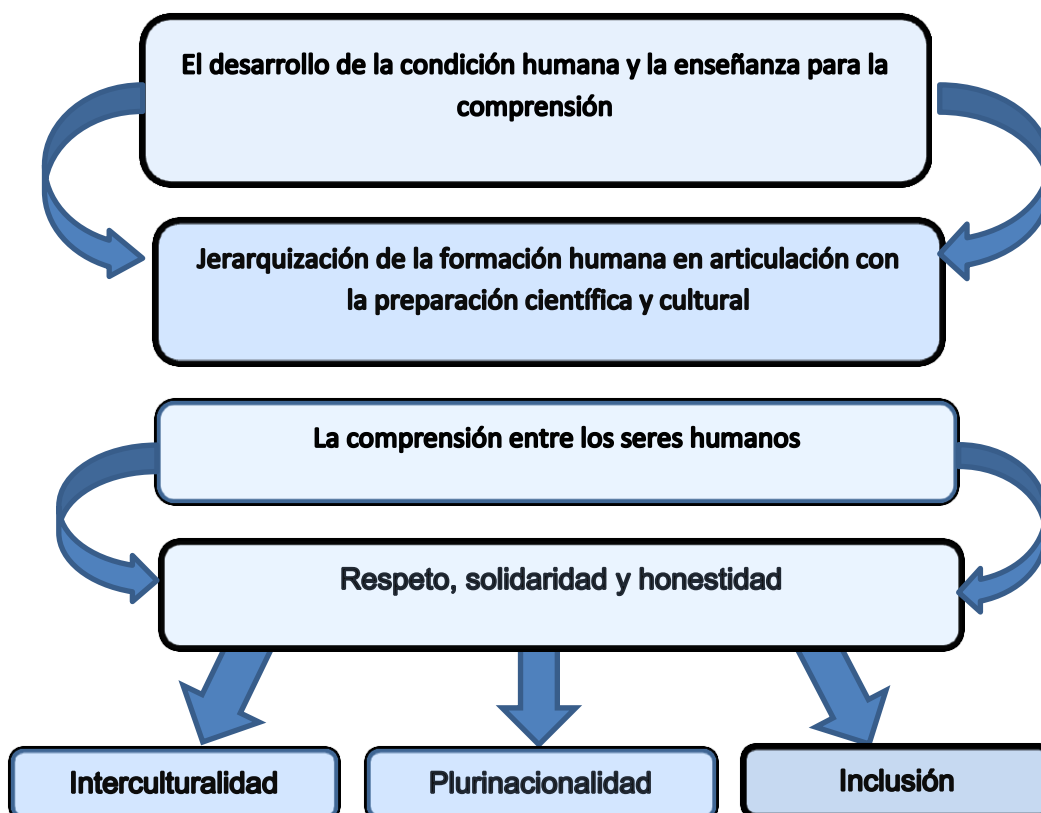 El desarrollo de la condición humana y la enseñanza para la
comprensión
Jerarquización de la formación humana en articulación con
la preparación científica y cultural
La comprensión entre los seres humanos
Respeto, solidaridad y honestidad
Interculturalidad
Plurinacionalidad
Inclusión